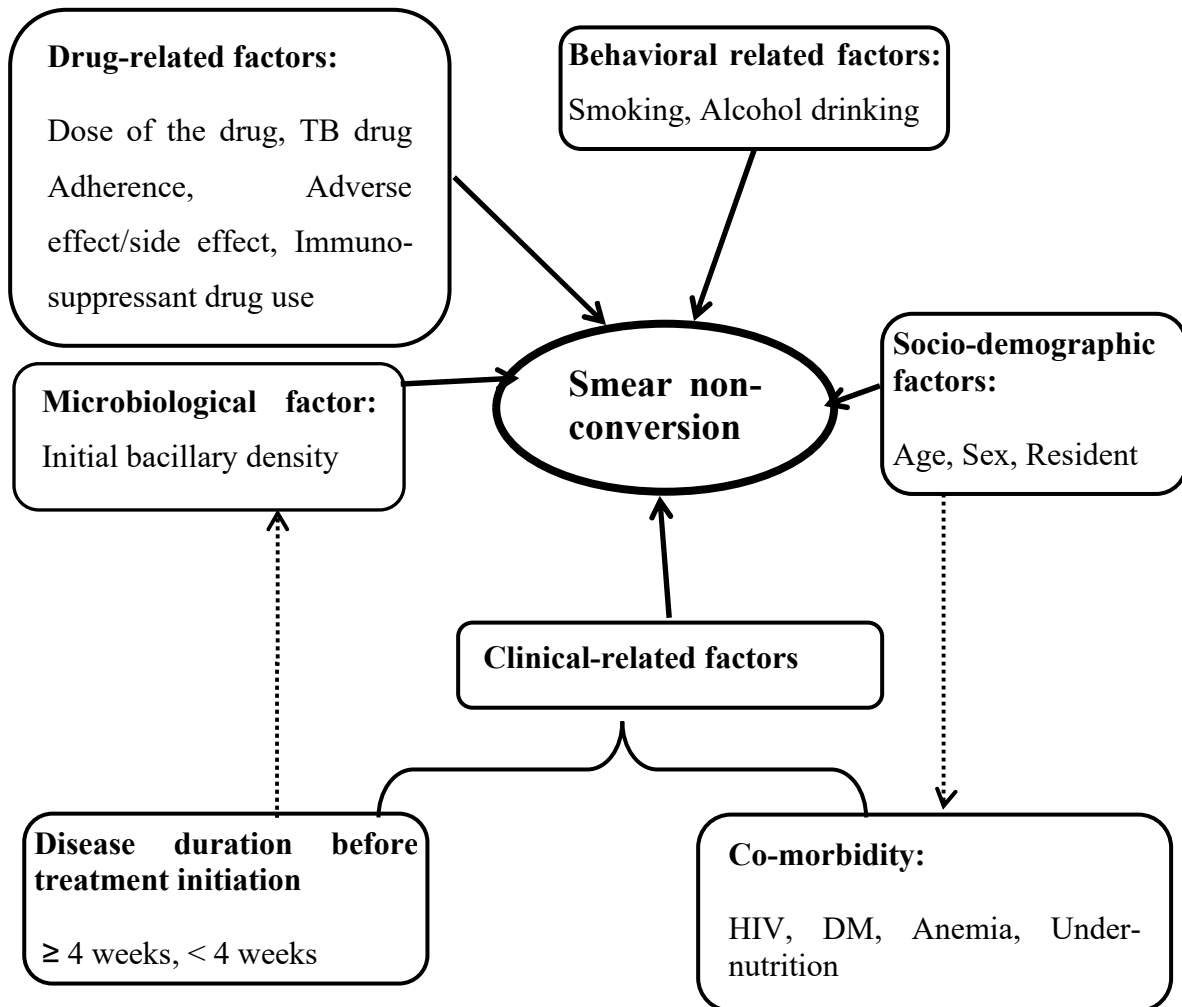 Drug-related factors:
Dose of the drug, TB drug
Adherence, Adverse
effect/side effect, Immuno-
suppressant drug use
Behavioral related factors:
Smoking, Alcohol drinking
Microbiological factor:
Initial bacillary density
Smear non-
conversion
Socio-demographic
factors:
Age, Sex, Resident
Clinical-related factors
Disease duration before
treatment initiation
≥ 4 weeks, < 4 weeks
Co-morbidity:
HIV, DM, Anemia, Under-
nutrition